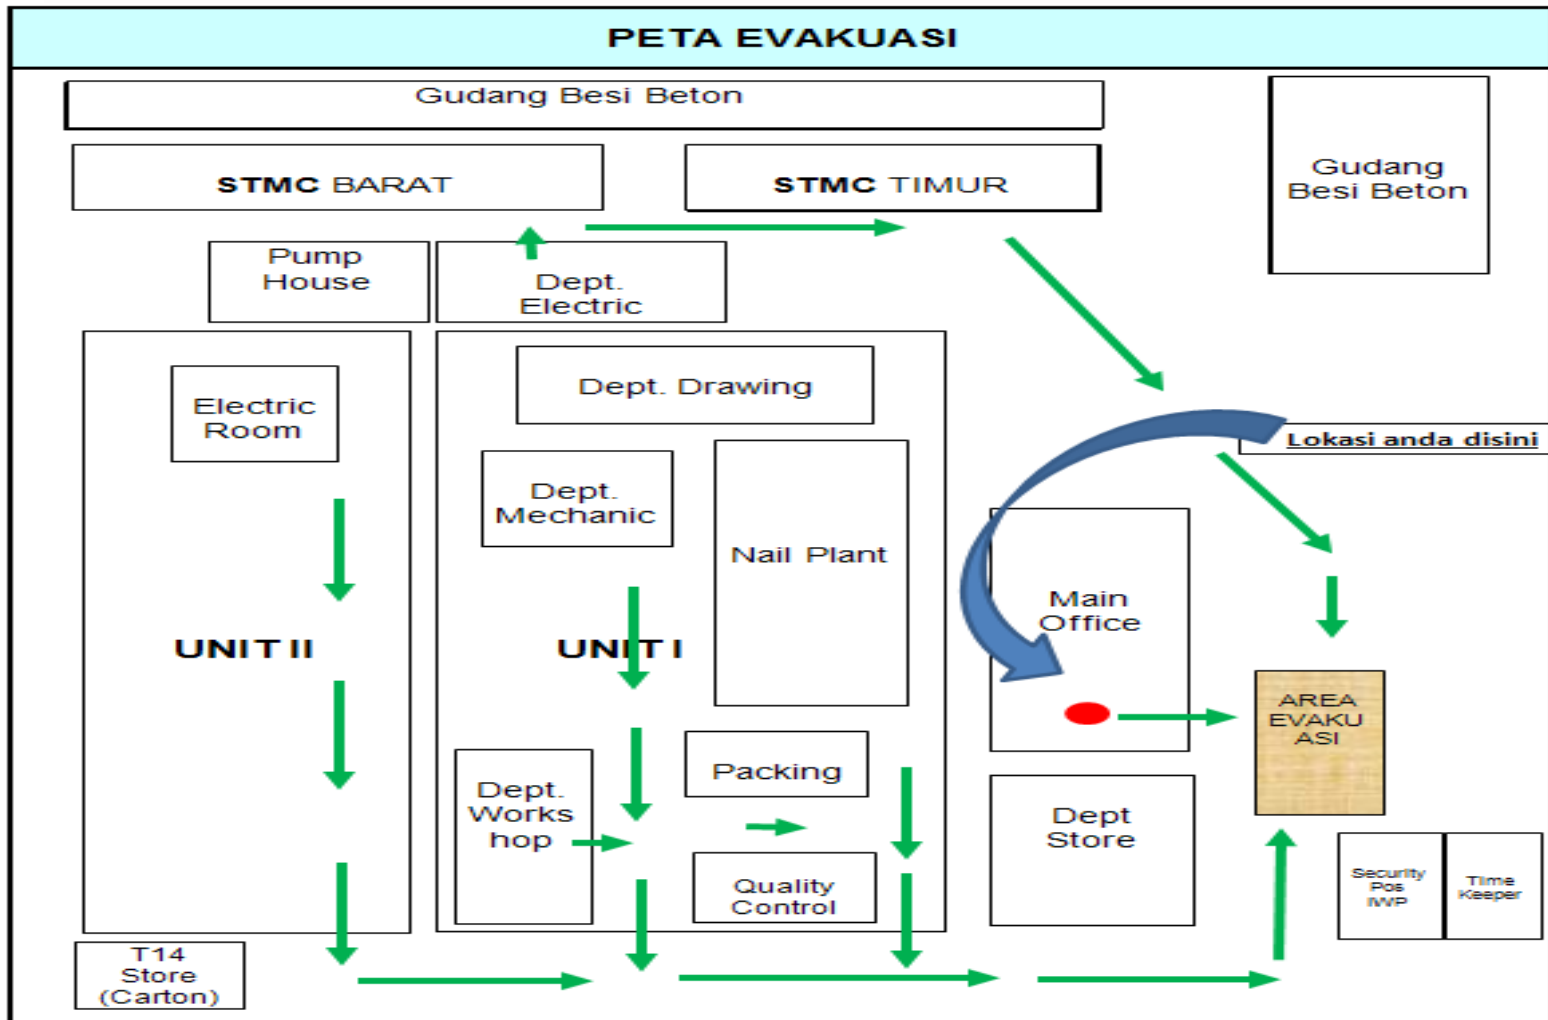 PETA EVAKUASI
Gudang Besi Beton
Gudang
Besi Beton
STMC BARAT
STMC TIMUR
Pump
House
Dept.
Electric
Electric
Room
Dept. Drawing
Dept.
Mechanic
Nail Plant
Lokasi anda disini
Main
Office
UNIT II
UNIT I
AREA
EVAKU
ASI
Packing
Dept.
Works
hop
Dept
Store
Quality
Control
Security
Pos
IWP
Time
Keeper
T14
Store
(Carton)